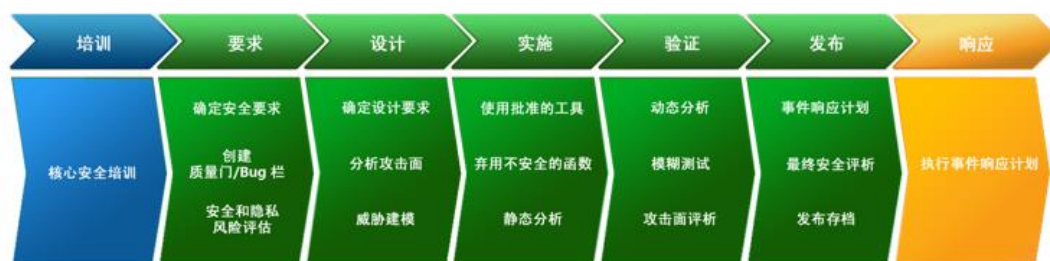 培训
要求
设计
实施
验证
发布
响应
核心安全培训
确定安全要求
创建
质量门/Bug 栏
安全和隐私
风险评估
确定设计要求
分析攻击面
威胁建模
使用批准的工具
弃用不安全的函数
静态分析
动态分析
模糊测试
攻击面评析
事件响应计划
最终安全评析
发布存档
执行事件响应计划